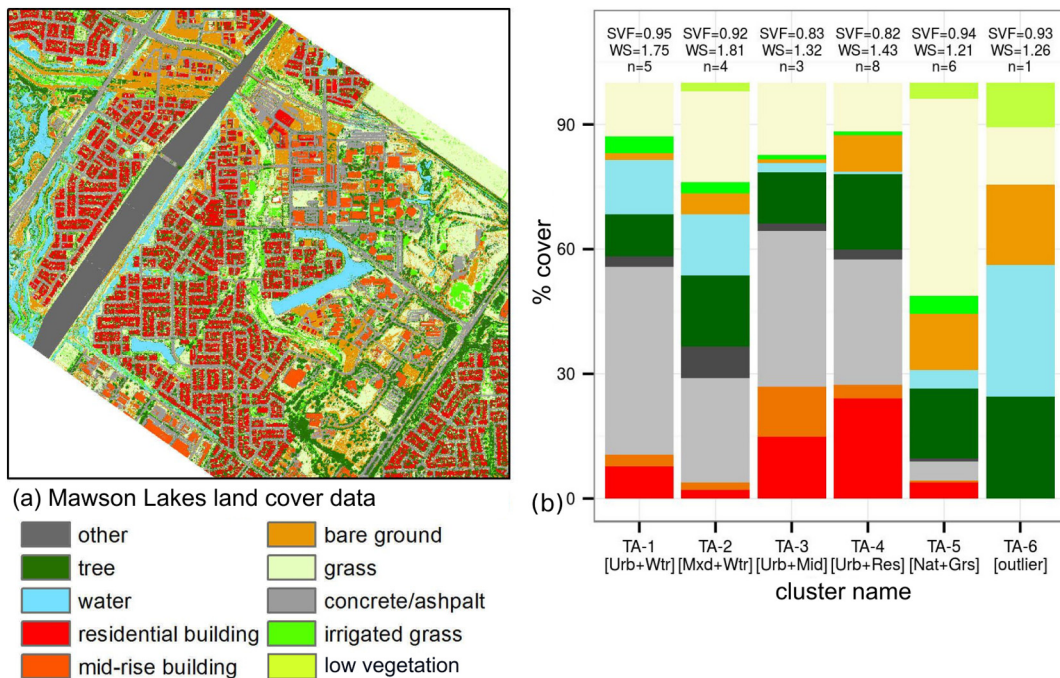 (a) Mawson Lakes land cover data
other
tree
water
residential building
mid-rise building
bare ground
grass
concrete/ashpalt
irrigated grass
low vegetation
SVF=0.95 SVF=0.92 SVF=0.83 SVF=0.82 SVF=0.94 SVF=0.93
WS=1.75 WS=1.81 WS=1.32 WS=1.43 WS=1.21 WS=1.26
n=5 n=4 n=3 n=8 n=6 n=1
90
60
30
0
% cover
(b)
TA-1 TA-2 TA-3 TA-4 TA-5 TA-6
[Urb+Wtr] [Mxd+Wtr] [Urb+Mid] [Urb+Res] [Nat+Grs] [outlier]
cluster name